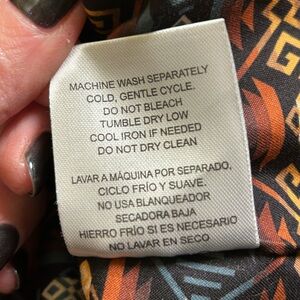 MACHINE WASH SEPARATELY
COLD, GENTLE CYCLE.
DO NOT BLEACH
TUMBLE DRY LOW
COOL IRON IF NEEDED
DO NOT DRY CLEAN
LAVAR A MÁQUINA POR SEPARADO,
CICLO FRÍO Y SUAVE.
NO USA BLANQUEADOR
SECADORA BAJA
HIERRO FRÍO SI ES NECESARIO
NO LAVAR EN SECO